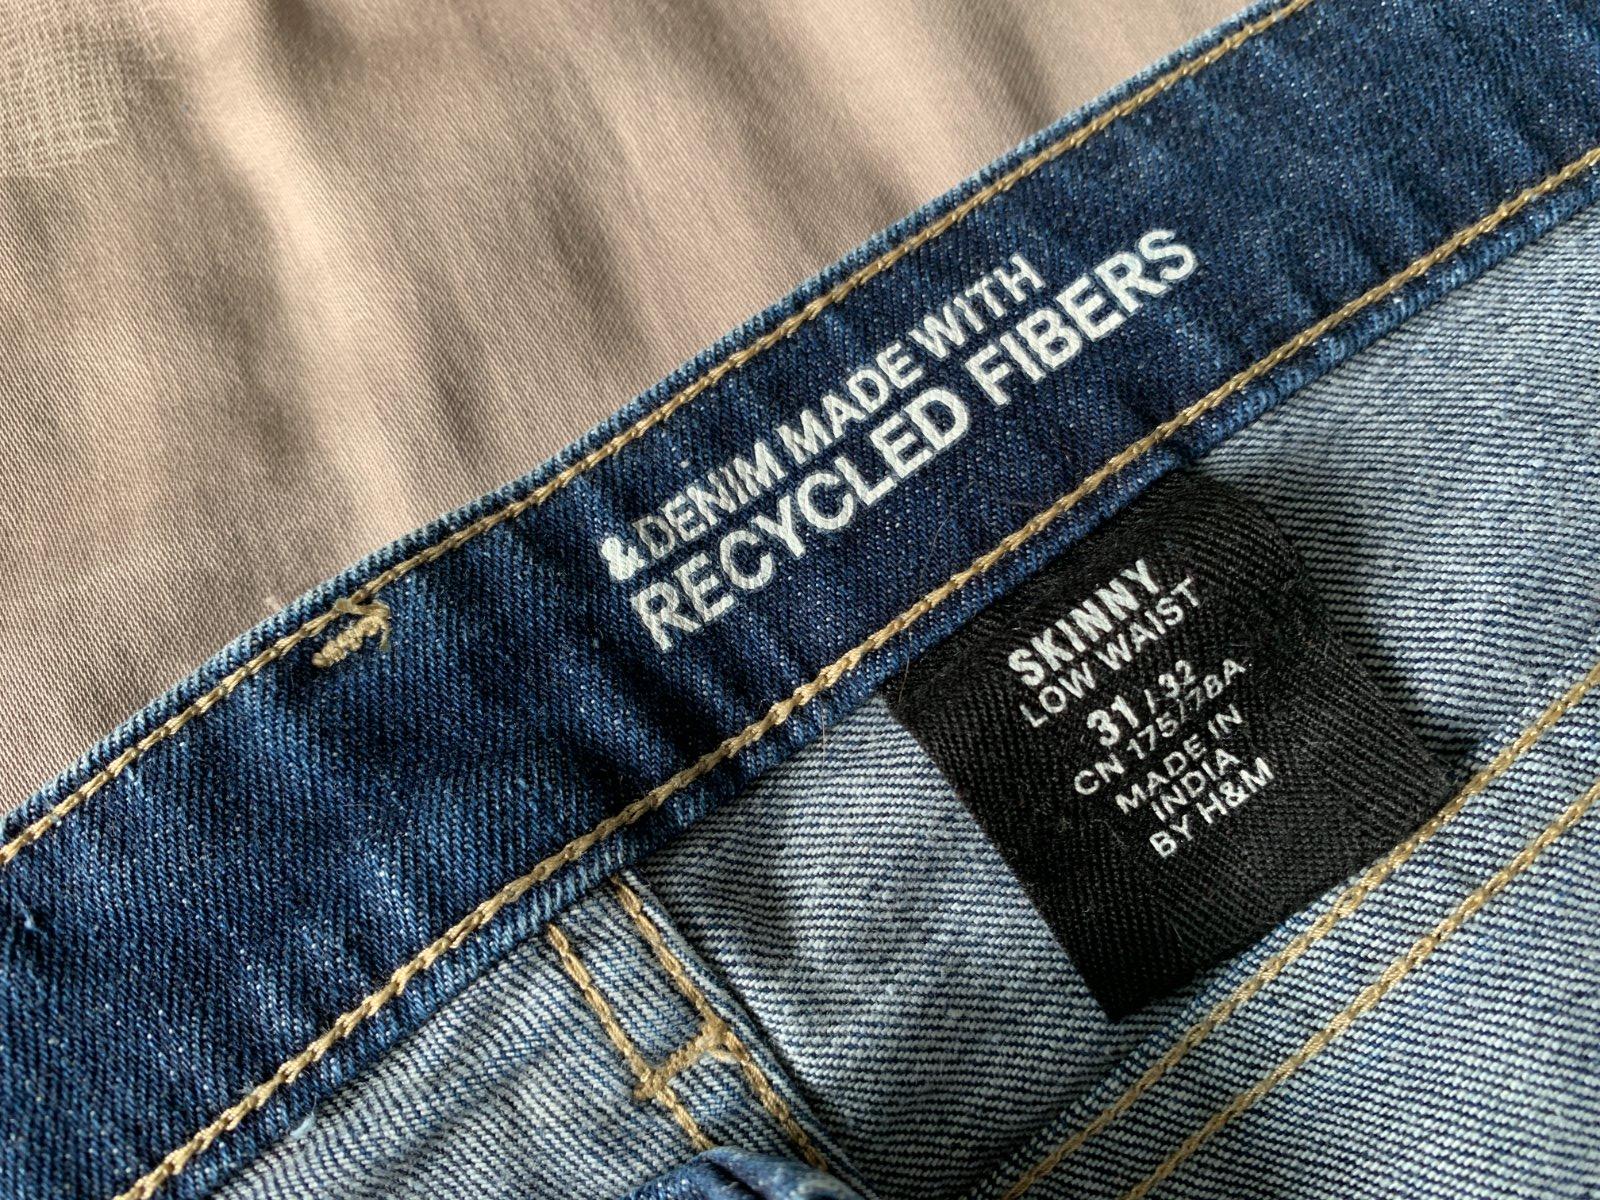 & DENIM MADE WITH
RECYCLED FIBERS
SKINNY
LOW WAIST
31 / 32
CN 175/78A
MADE IN
INDIA
BY H&M